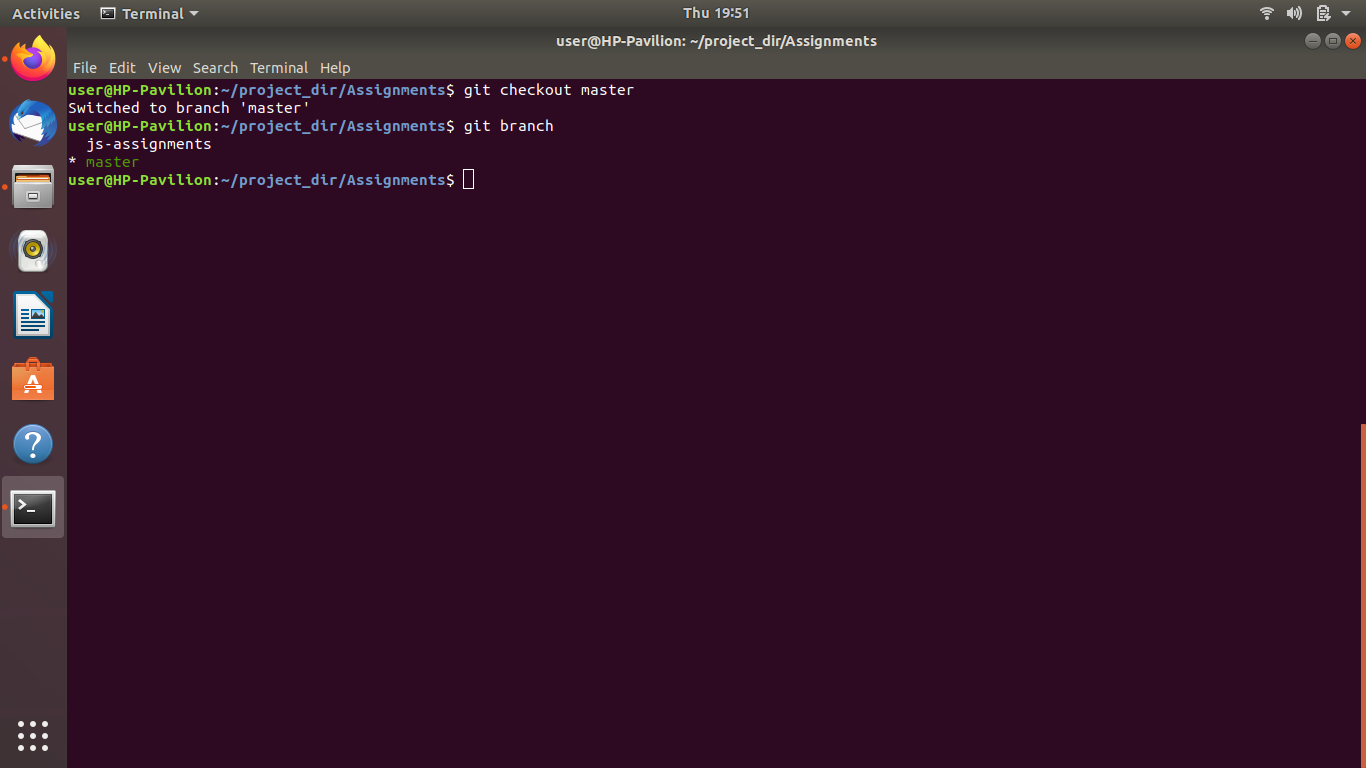 Activities Terminal Thu 19:51
user@HP-Pavilion: ~/project_dir/Assignments
File Edit View Search Terminal Help
user@HP-Pavilion:~/project_dir/Assignments$ git checkout master
Switched to branch 'master'
user@HP-Pavilion:~/project_dir/Assignments$ git branch
  js-assignments
* master
user@HP-Pavilion:~/project_dir/Assignments$